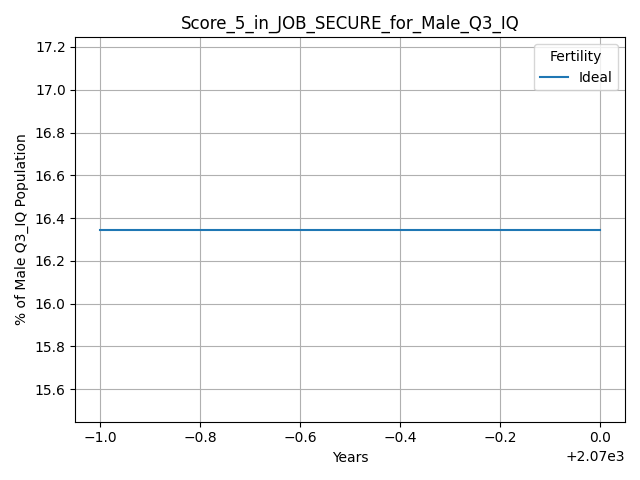 Score_5_in_JOB_SECURE_for_Male_Q3_IQ
17.2
17.0
16.8
16.6
16.4
16.2
16.0
15.8
15.6
% of Male Q3_IQ Population
Fertility
Ideal
−1.0 −0.8 −0.6 −0.4 −0.2 0.0
Years
+2.07e3